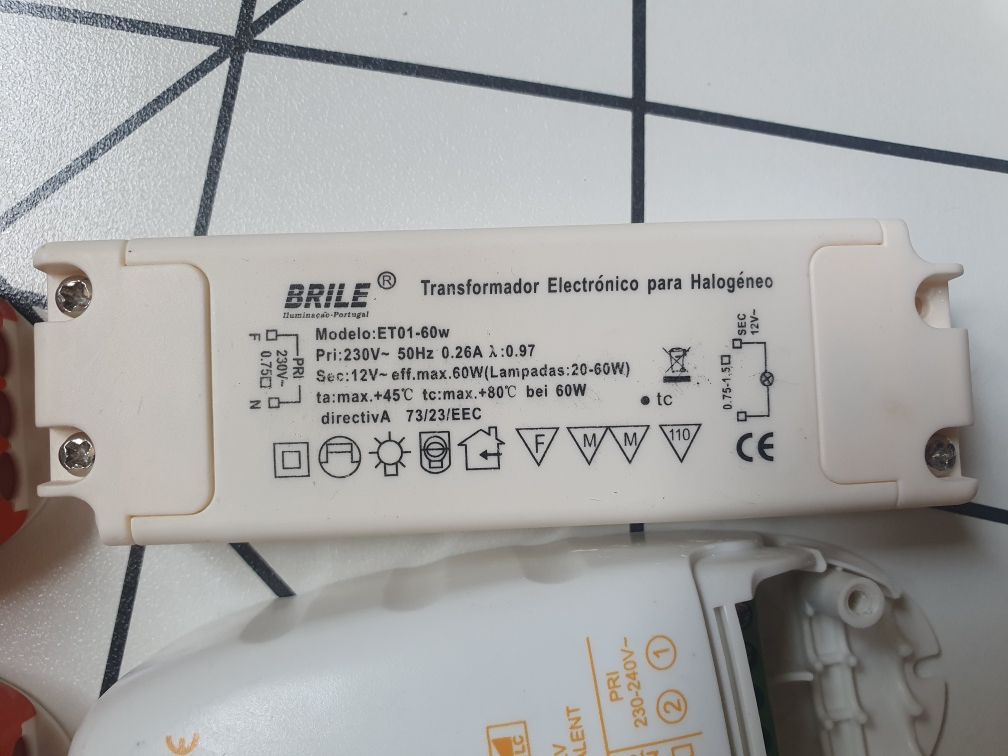 BRILE ®
Iluminação-Portugal
Transformador Electrónico para Halogéneo
Modelo:ET01-60w
Pri:230V~ 50Hz 0.26A λ:0.97
Sec:12V~ eff.max.60W(Lampadas:20-60W)
ta:max.+45℃ tc:max.+80℃ bei 60W
directivA 73/23/EEC
F
N
PRI
230V~
0.75
tc
SEC
12V~
0.75-1.5
F
M
M
110
CE
PRI
230-240V~
1
2
ALENT
LC